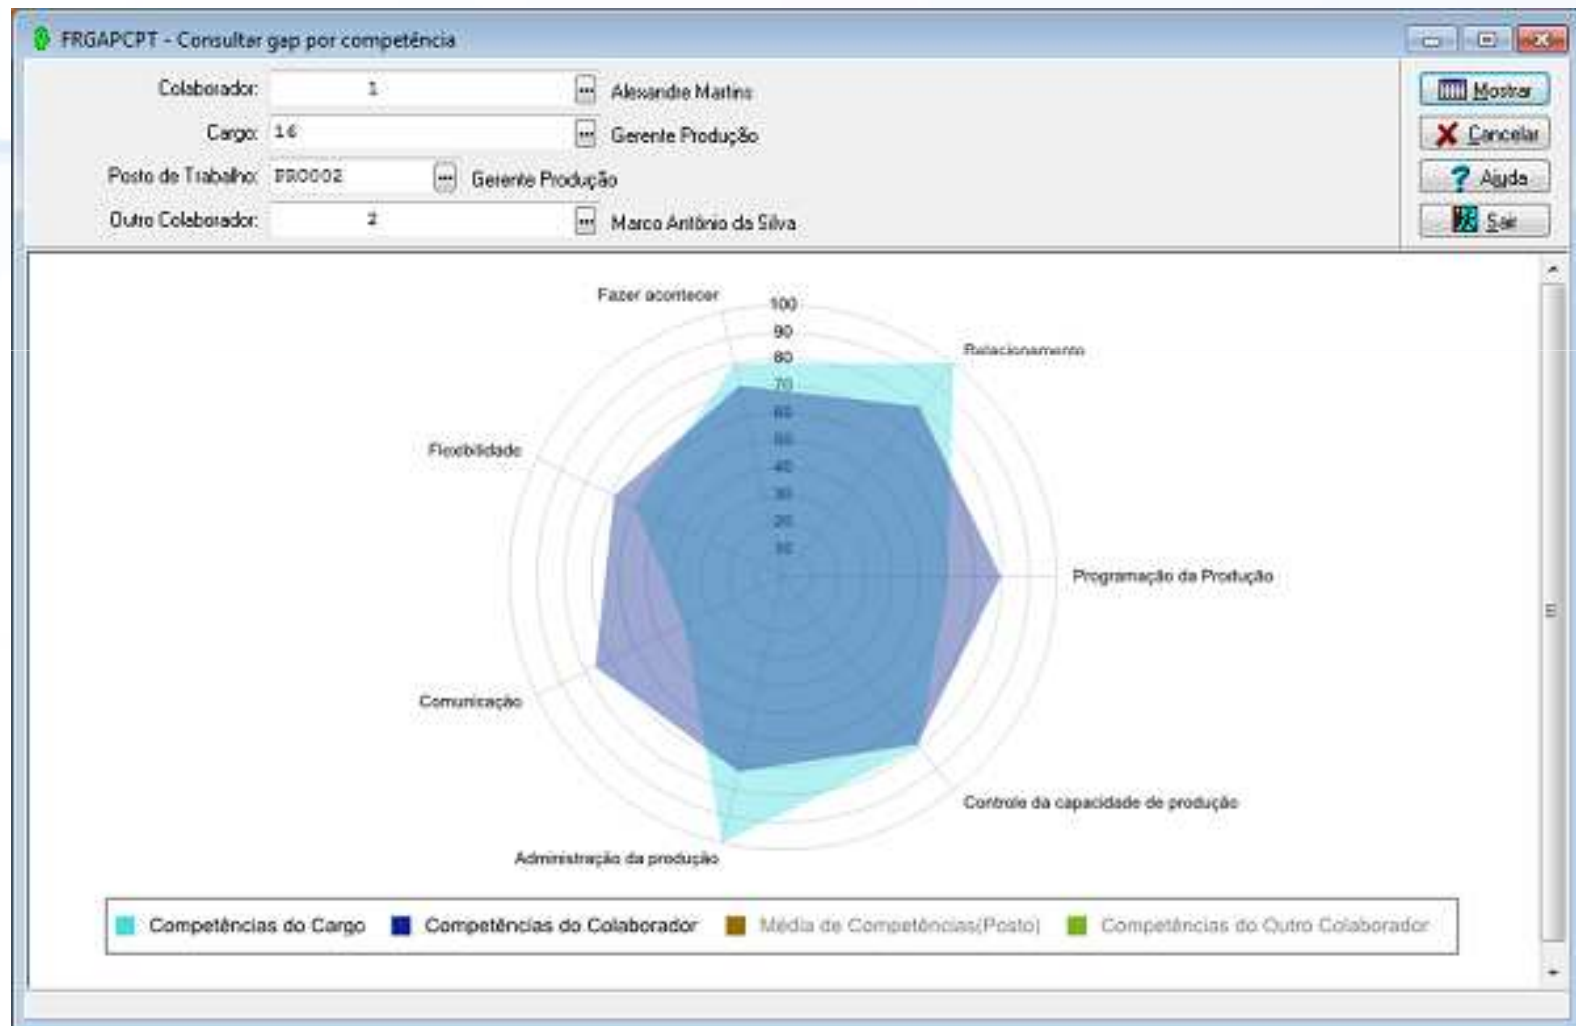 FRGAPCPT - Consultar gap por competência
Colaborador: 1 Alexandre Martins
Mostrar
Cargo: 16 Gerente Produção
Cancelar
Posto de Trabalho: PRO002 Gerente Produção
Ajuda
Outro Colaborador: 2 Marco Antônio da Silva
Sair
Fazer acontecer
100
90
Relacionamento
80
70
60
50
Flexibilidade
40
30
20
10
Programação da Produção
Comunicação
Controle da capacidade de produção
Administração da produção
Competências do Cargo Competências do Colaborador Média de Competências(Posto) Competências do Outro Colaborador